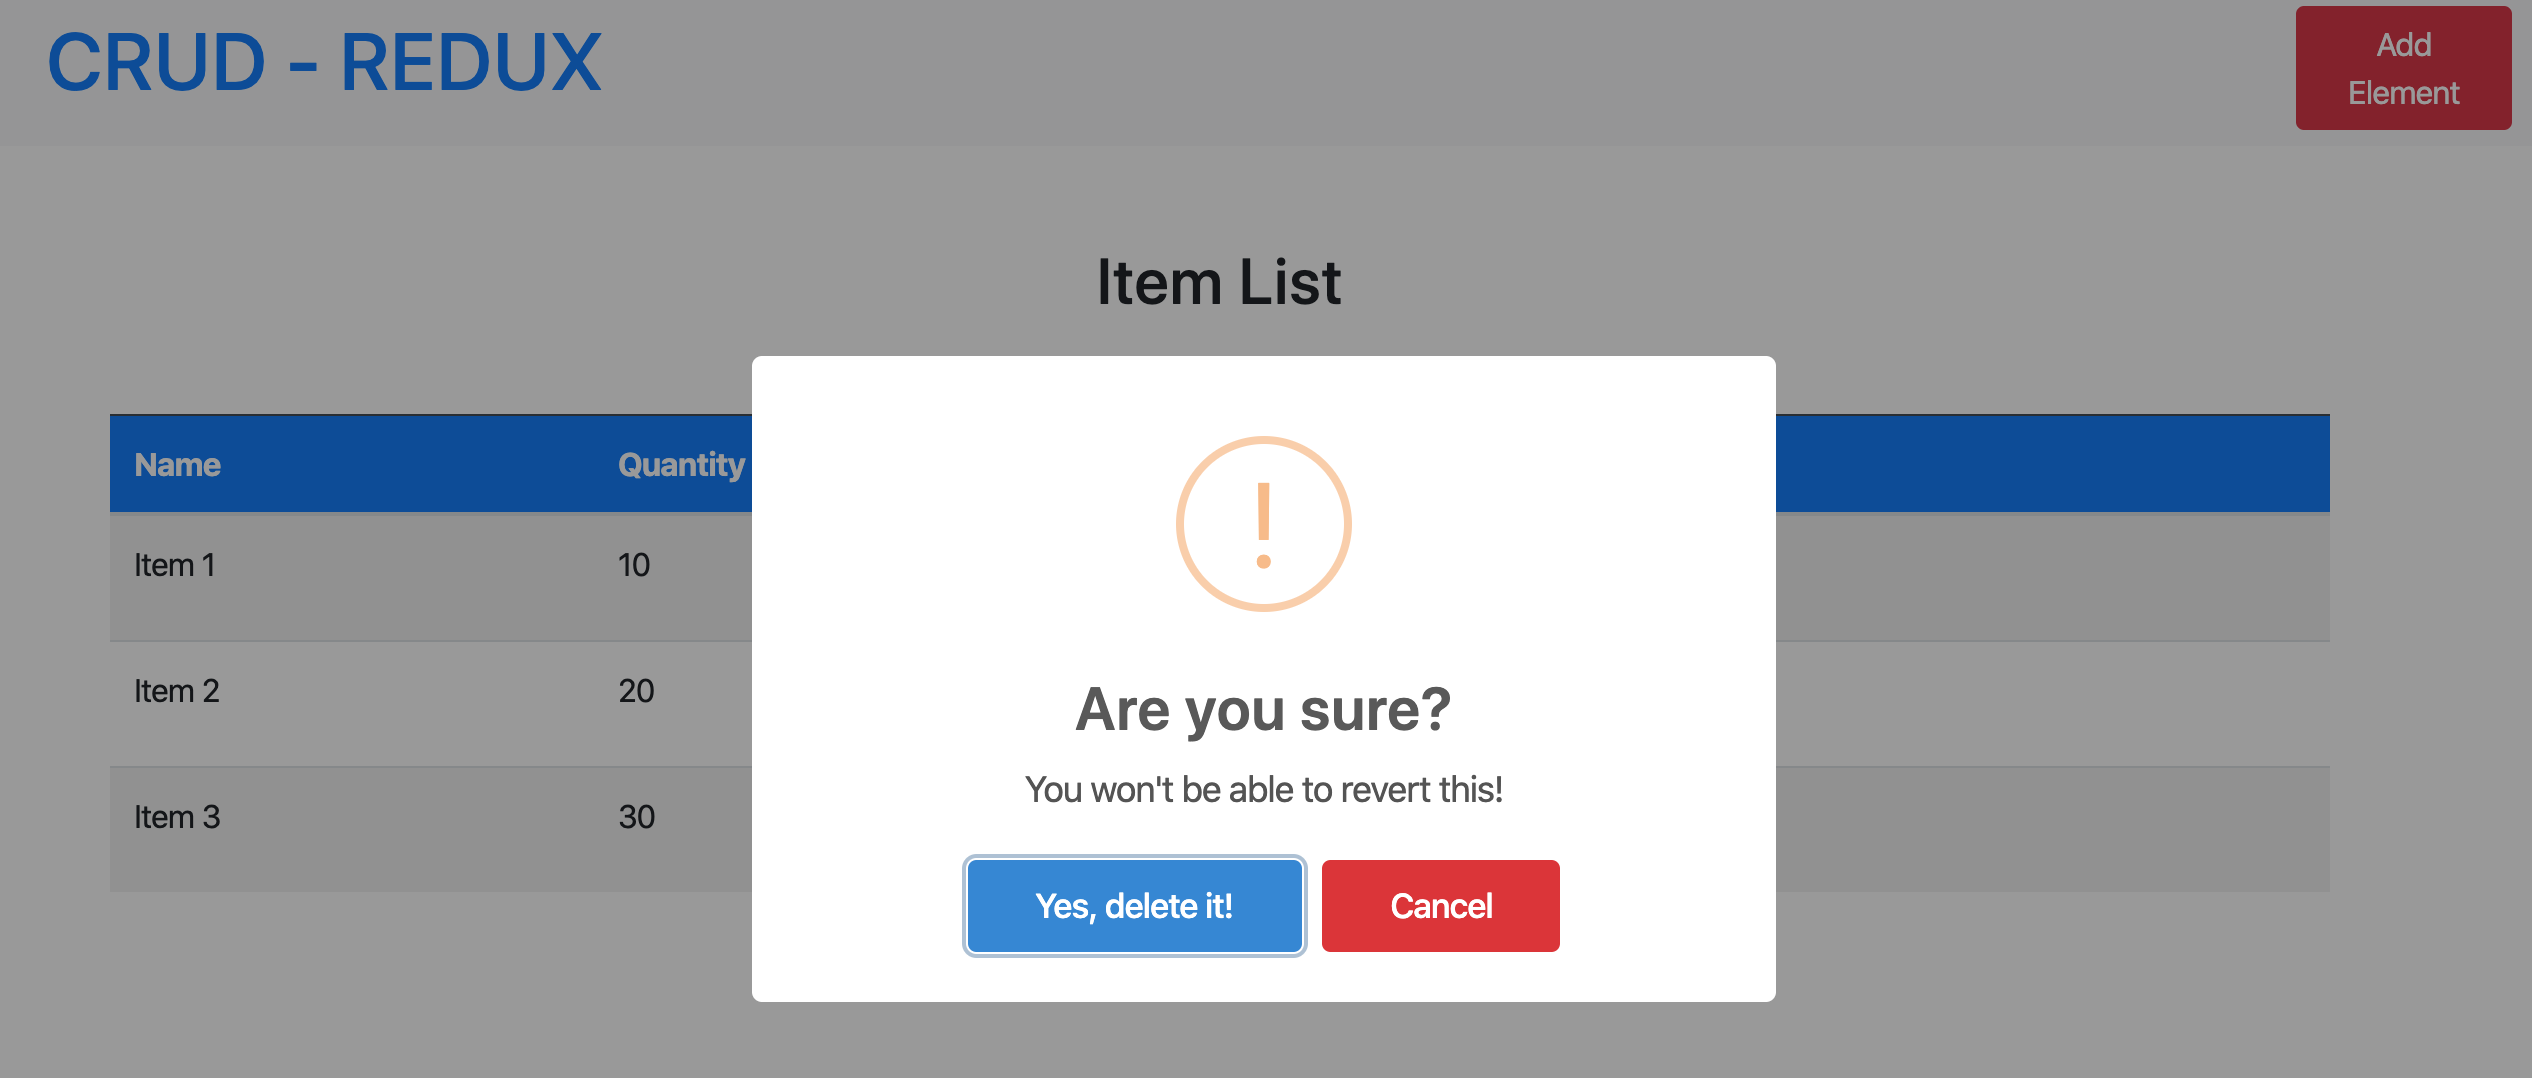 CRUD - REDUX
Add
Element
Item List
Name Quantity
Item 1 10
Item 2 20
Item 3 30
!
Are you sure?
You won't be able to revert this!
Yes, delete it! Cancel